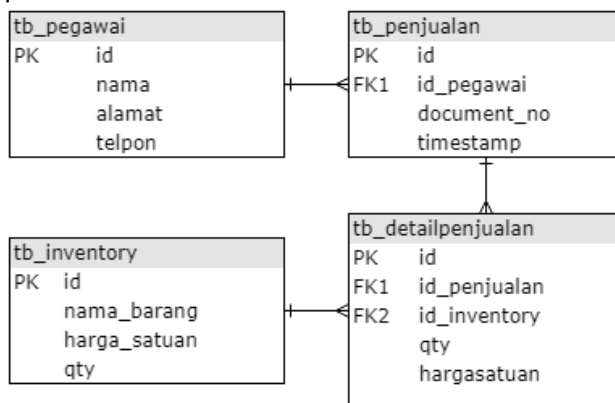 tb_pegawai
PK id
nama
alamat
telpon
tb_penjualan
PK id
FK1 id_pegawai
document_no
timestamp
tb_inventory
PK id
nama_barang
harga_satuan
qty
tb_detailpenjualan
PK id
FK1 id_penjualan
FK2 id_inventory
qty
hargasatuan